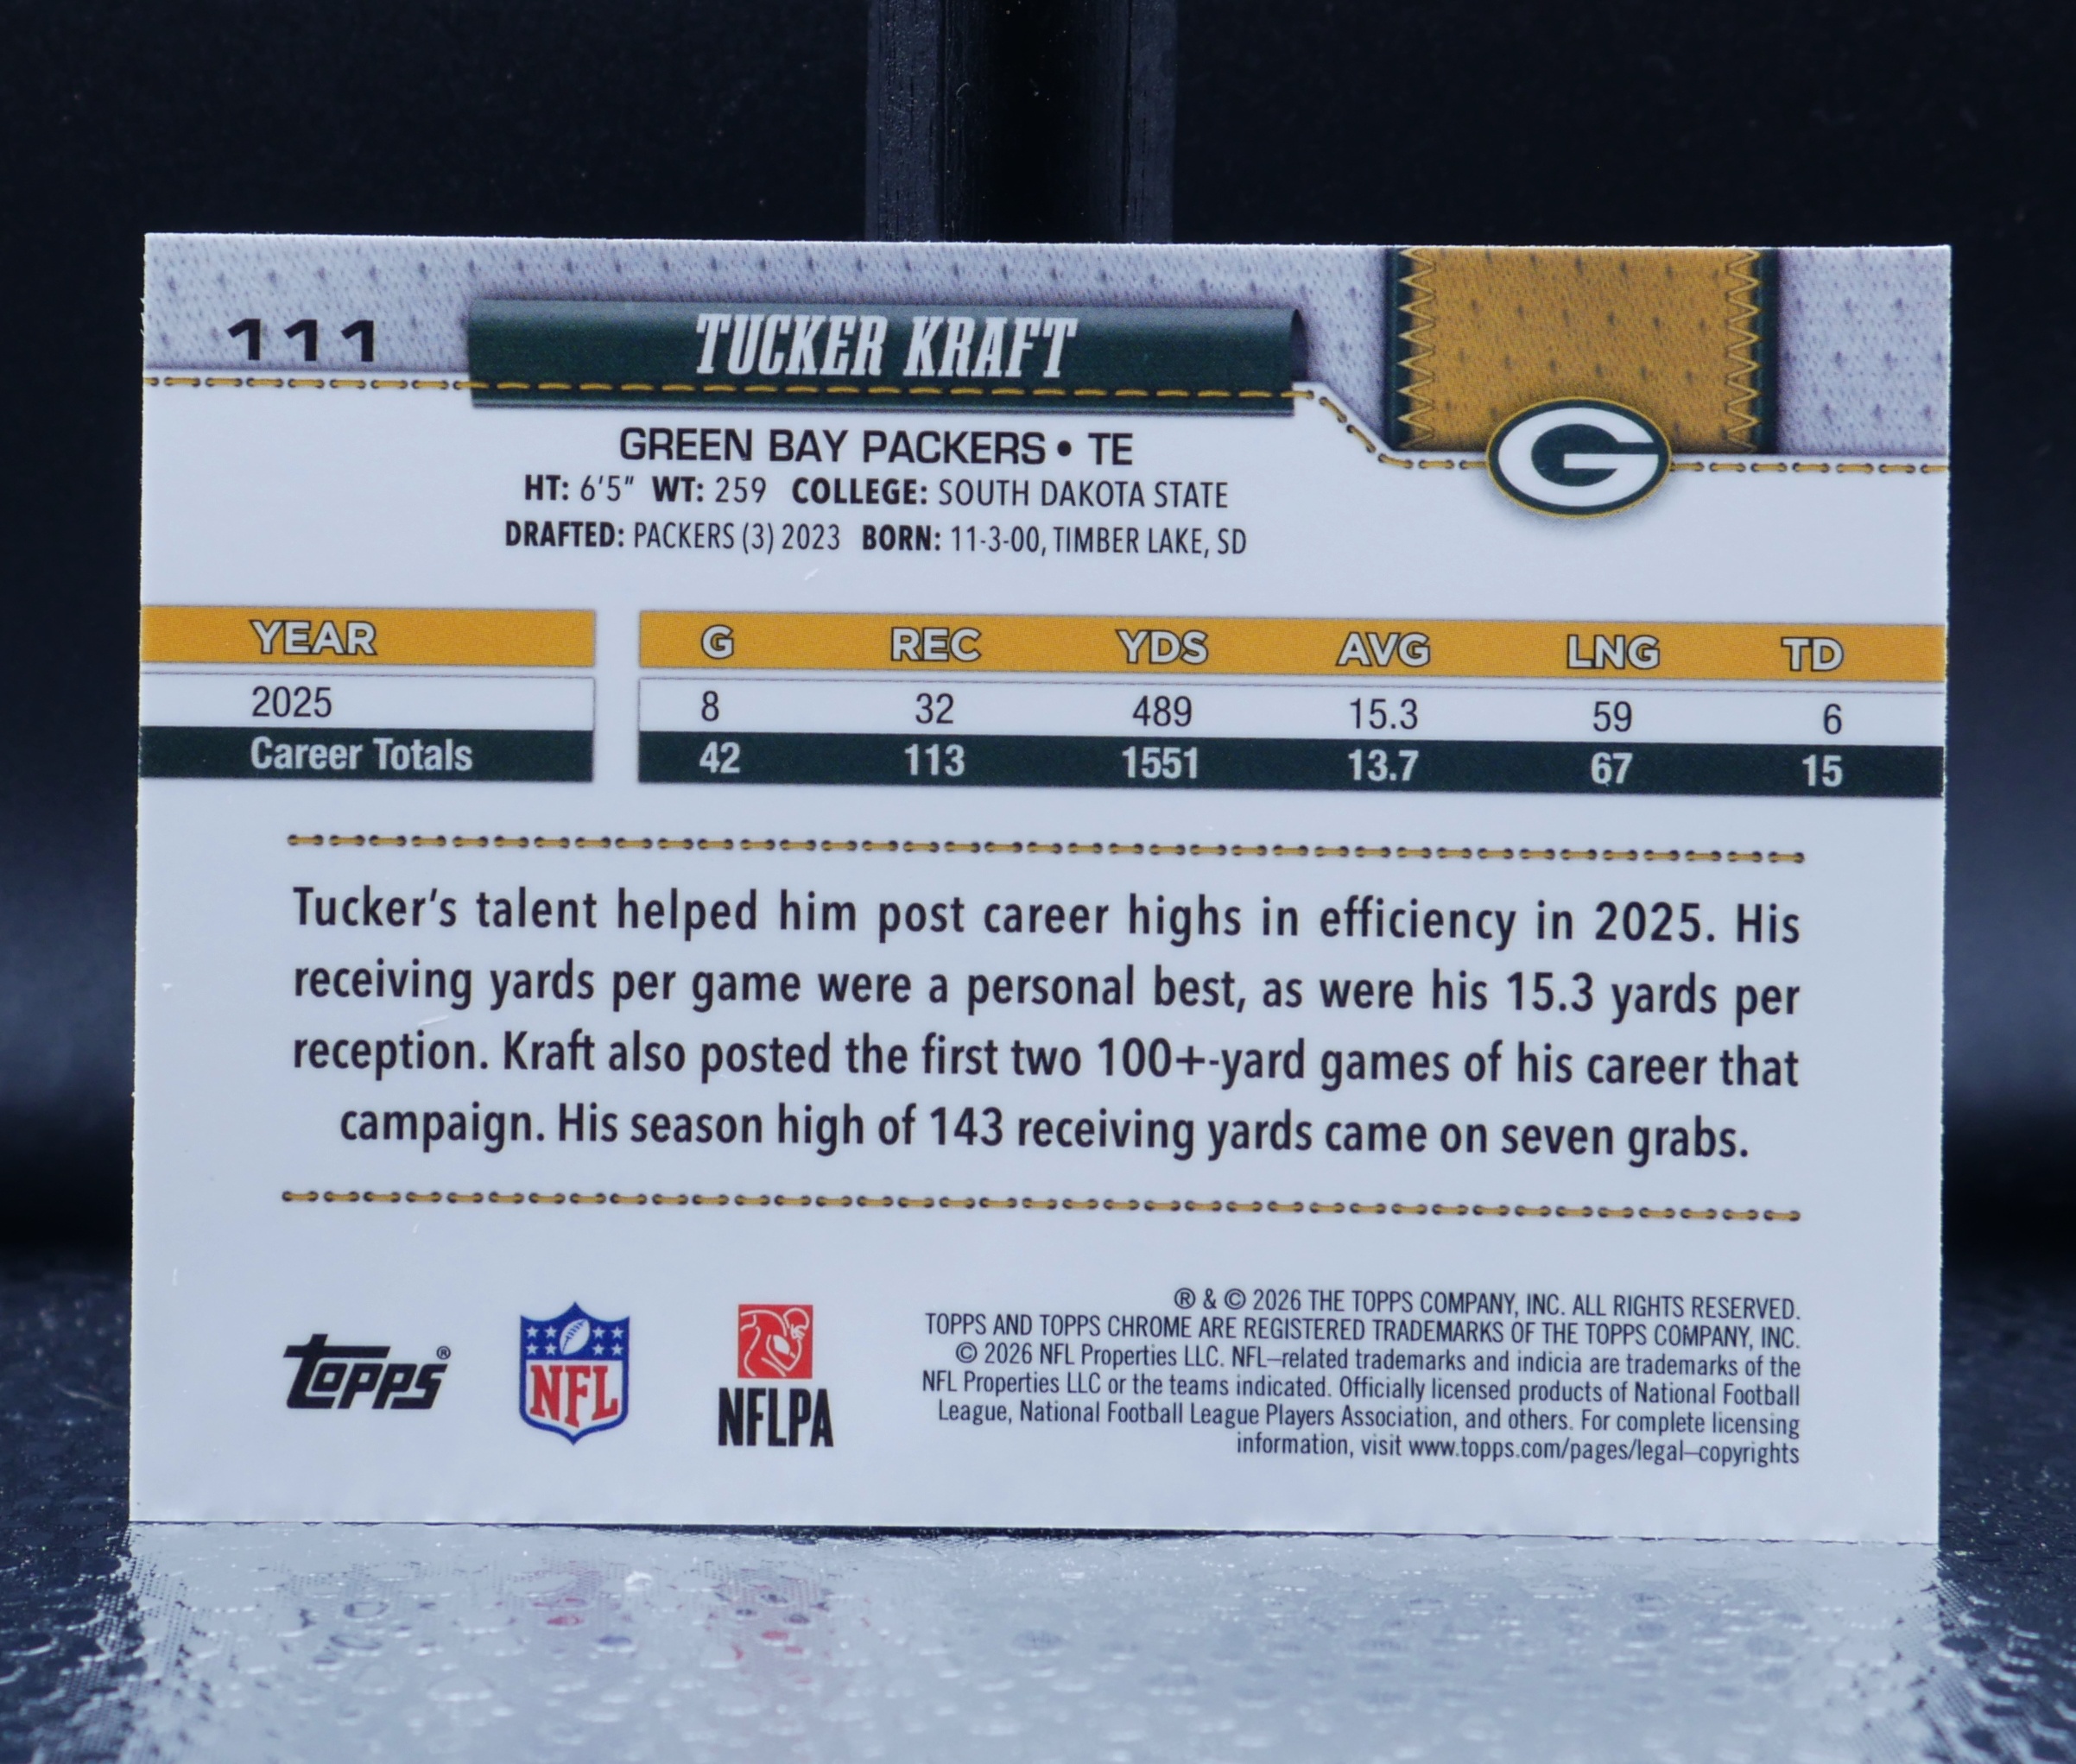 111
TUCKER KRAFT
G
GREEN BAY PACKERS • TE
HT: 6'5" WT: 259 COLLEGE: SOUTH DAKOTA STATE
DRAFTED: PACKERS (3) 2023 BORN: 11-3-00, TIMBER LAKE, SD
YEAR G REC YDS AVG LNG TD
2025 8 32 489 15.3 59 6
Career Totals 42 113 1551 13.7 67 15
Tucker's talent helped him post career highs in efficiency in 2025. His
receiving yards per game were a personal best, as were his 15.3 yards per
reception. Kraft also posted the first two 100+-yard games of his career that
campaign. His season high of 143 receiving yards came on seven grabs.
topps®
NFL
NFLPA
® & © 2026 THE TOPPS COMPANY, INC. ALL RIGHTS RESERVED.
TOPPS AND TOPPS CHROME ARE REGISTERED TRADEMARKS OF THE TOPPS COMPANY, INC.
© 2026 NFL Properties LLC. NFL–related trademarks and indicia are trademarks of the
NFL Properties LLC or the teams indicated. Officially licensed products of National Football
League, National Football League Players Association, and others. For complete licensing
information, visit www.topps.com/pages/legal–copyrights